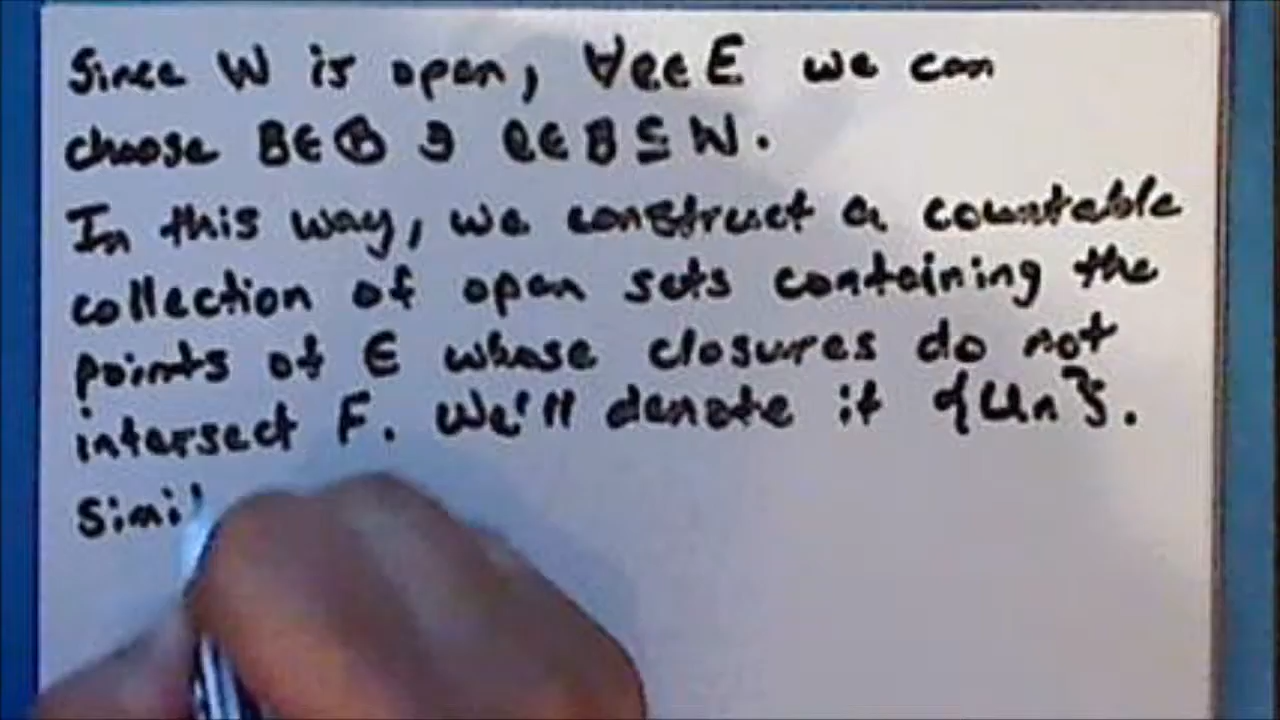 Since W is open, ∀e∈E we can
choose B∈𝓑 ∋ e∈B⊆W.
In this way, we construct a countable
collection of open sets containing the
points of E whose closures do not
intersect F. We'll denote it {Un}.
Simil